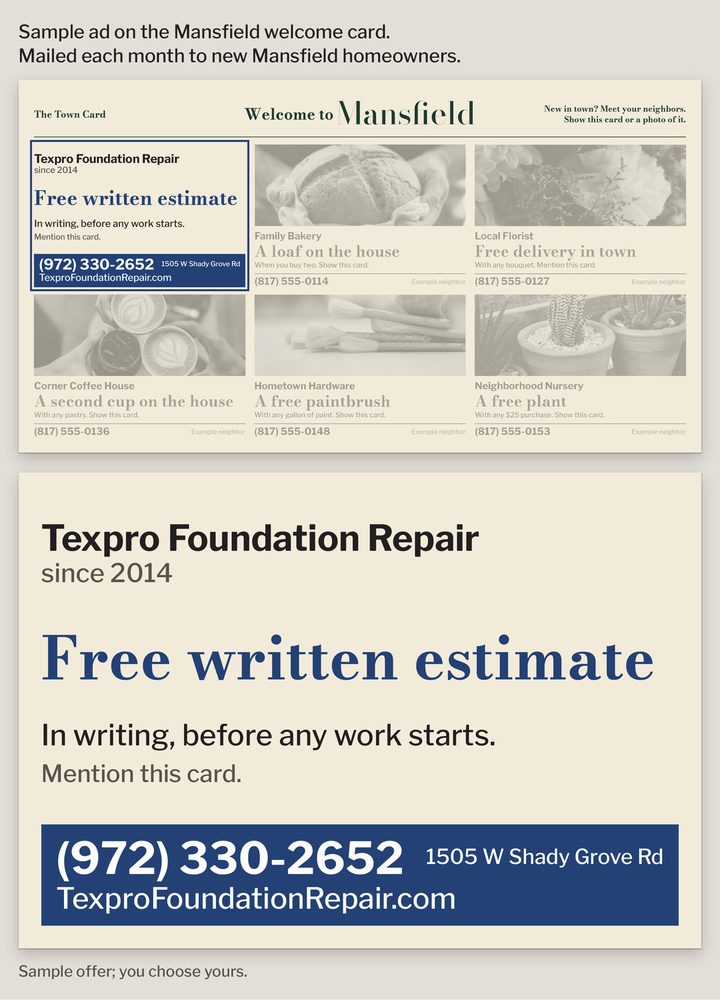 Sample ad on the Mansfield welcome card.
Mailed each month to new Mansfield homeowners.
The Town Card
Welcome to Mansfield
New in town? Meet your neighbors.
Show this card or a photo of it.
Texpro Foundation Repair
since 2014
Free written estimate
In writing, before any work starts.
Mention this card.
(972) 330-2652 1505 W Shady Grove Rd
TexproFoundationRepair.com
Family Bakery
A loaf on the house
When you buy two. Show this card.
(817) 555-0114 Example neighbor
Local Florist
Free delivery in town
With any bouquet. Mention this card.
(817) 555-0127 Example neighbor
Corner Coffee House
A second cup on the house
With any pastry. Show this card.
(817) 555-0136 Example neighbor
Hometown Hardware
A free paintbrush
With any gallon of paint. Show this card.
(817) 555-0148 Example neighbor
Neighborhood Nursery
A free plant
With any $25 purchase. Show this card.
(817) 555-0153 Example neighbor
Texpro Foundation Repair
since 2014
Free written estimate
In writing, before any work starts.
Mention this card.
(972) 330-2652 1505 W Shady Grove Rd
TexproFoundationRepair.com
Sample offer; you choose yours.